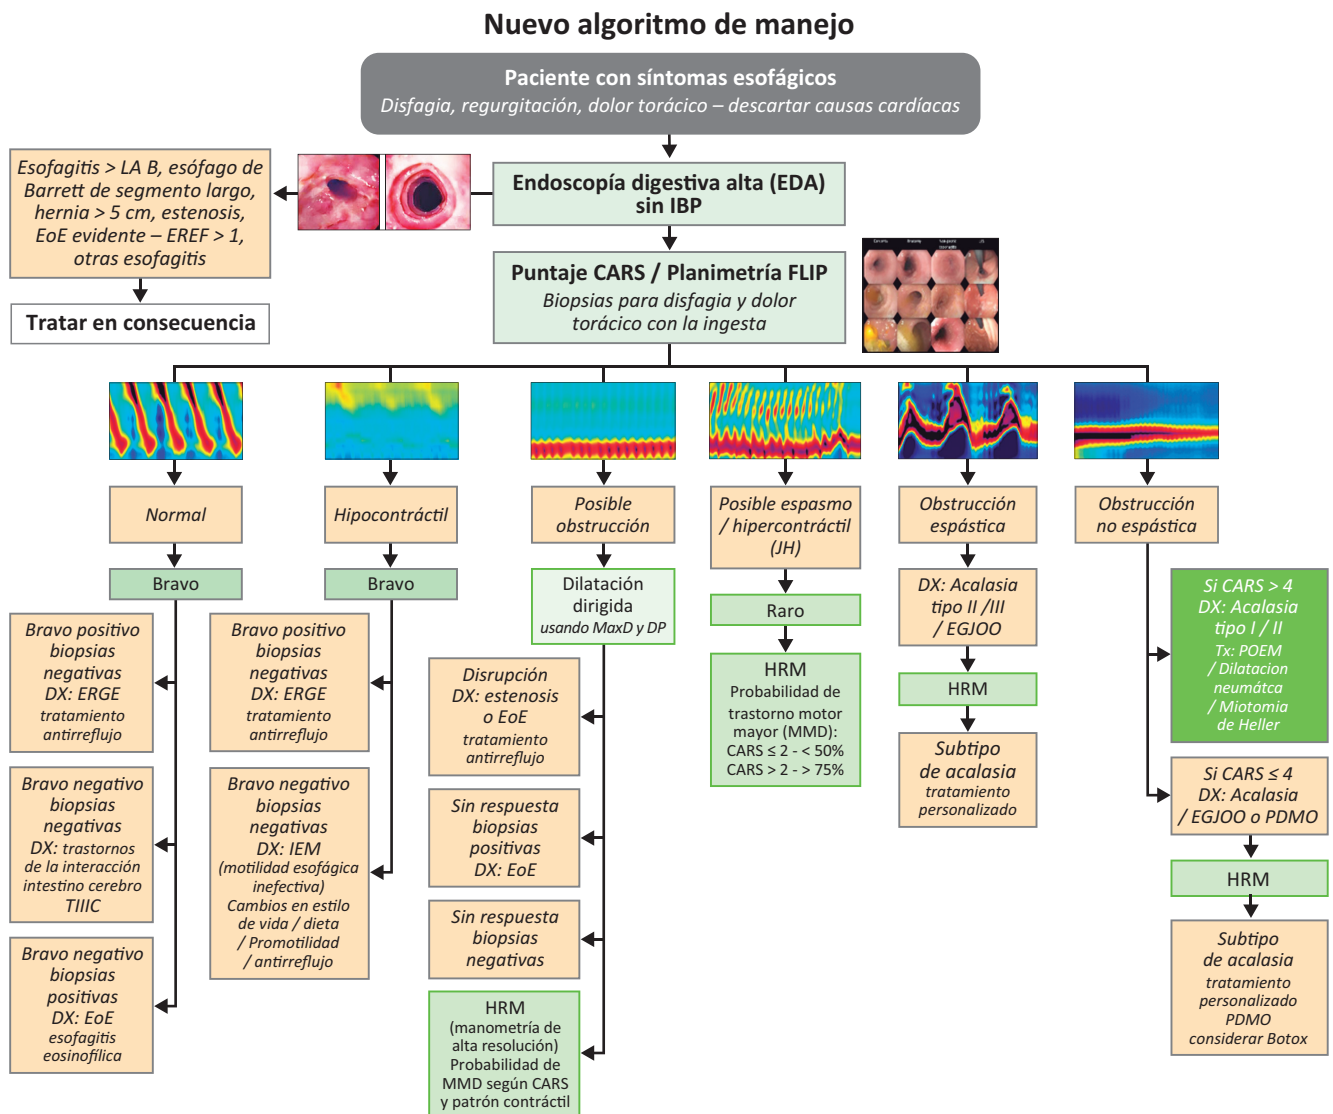 Nuevo algoritmo de manejo
Paciente con síntomas esofágicos
Disfagia, regurgitación, dolor torácico – descartar causas cardíacas
Esofagitis > LA B, esófago de
Barrett de segmento largo,
hernia > 5 cm, estenosis,
EoE evidente – EREF > 1,
otras esofagitis
Tratar en consecuencia
Endoscopía digestiva alta (EDA)
sin IBP
Puntaje CARS / Planimetría FLIP
Biopsias para disfagia y dolor
torácico con la ingesta
Normal
Bravo
Bravo positivo
biopsias
negativas
DX: ERGE
tratamiento
antirreflujo
Bravo negativo
biopsias
negativas
DX: trastornos
de la interacción
intestino cerebro
TIIIC
Bravo negativo
biopsias
positivas
DX: EoE
esofagitis
eosinofílica
Hipocontráctil
Bravo
Bravo positivo
biopsias
negativas
DX: ERGE
tratamiento
antirreflujo
Bravo negativo
biopsias
negativas
DX: IEM
(motilidad esofágica
inefectiva)
Cambios en estilo
de vida / dieta
/ Promotilidad
/ antirreflujo
Posible
obstrucción
Dilatación
dirigida
usando MaxD y DP
Disrupción
DX: estenosis
o EoE
tratamiento
antirreflujo
Sin respuesta
biopsias
positivas
DX: EoE
Sin respuesta
biopsias
negativas
HRM
(manometría de
alta resolución)
Probabilidad de
MMD según CARS
y patrón contráctil
Posible espasmo
/ hipercontráctil
(JH)
Raro
HRM
Probabilidad de
trastorno motor
mayor (MMD):
CARS ≤ 2 - < 50%
CARS > 2 - > 75%
Obstrucción
espástica
DX: Acalasia
tipo II /III
/ EGJOO
HRM
Subtipo
de acalasia
tratamiento
personalizado
Obstrucción
no espástica
Si CARS > 4
DX: Acalasia
tipo I / II
Tx: POEM
/ Dilatacion
neumátca
/ Miotomia
de Heller
Si CARS ≤ 4
DX: Acalasia
/ EGJOO o PDMO
HRM
Subtipo
de acalasia
tratamiento
personalizado
PDMO
considerar Botox